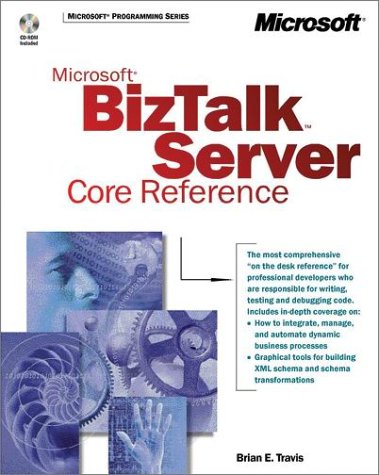 CD-ROM
Included
MICROSOFT® PROGRAMMING SERIES
Microsoft®
Microsoft®
BizTalk™
Server
Core Reference
The most comprehensive
"on the desk reference" for
professional developers who
are responsible for writing,
testing and debugging code.
Includes in-depth coverage on:
• How to integrate, manage,
and automate dynamic
business processes
• Graphical tools for building
XML schema and schema
transformations
Brian E. Travis